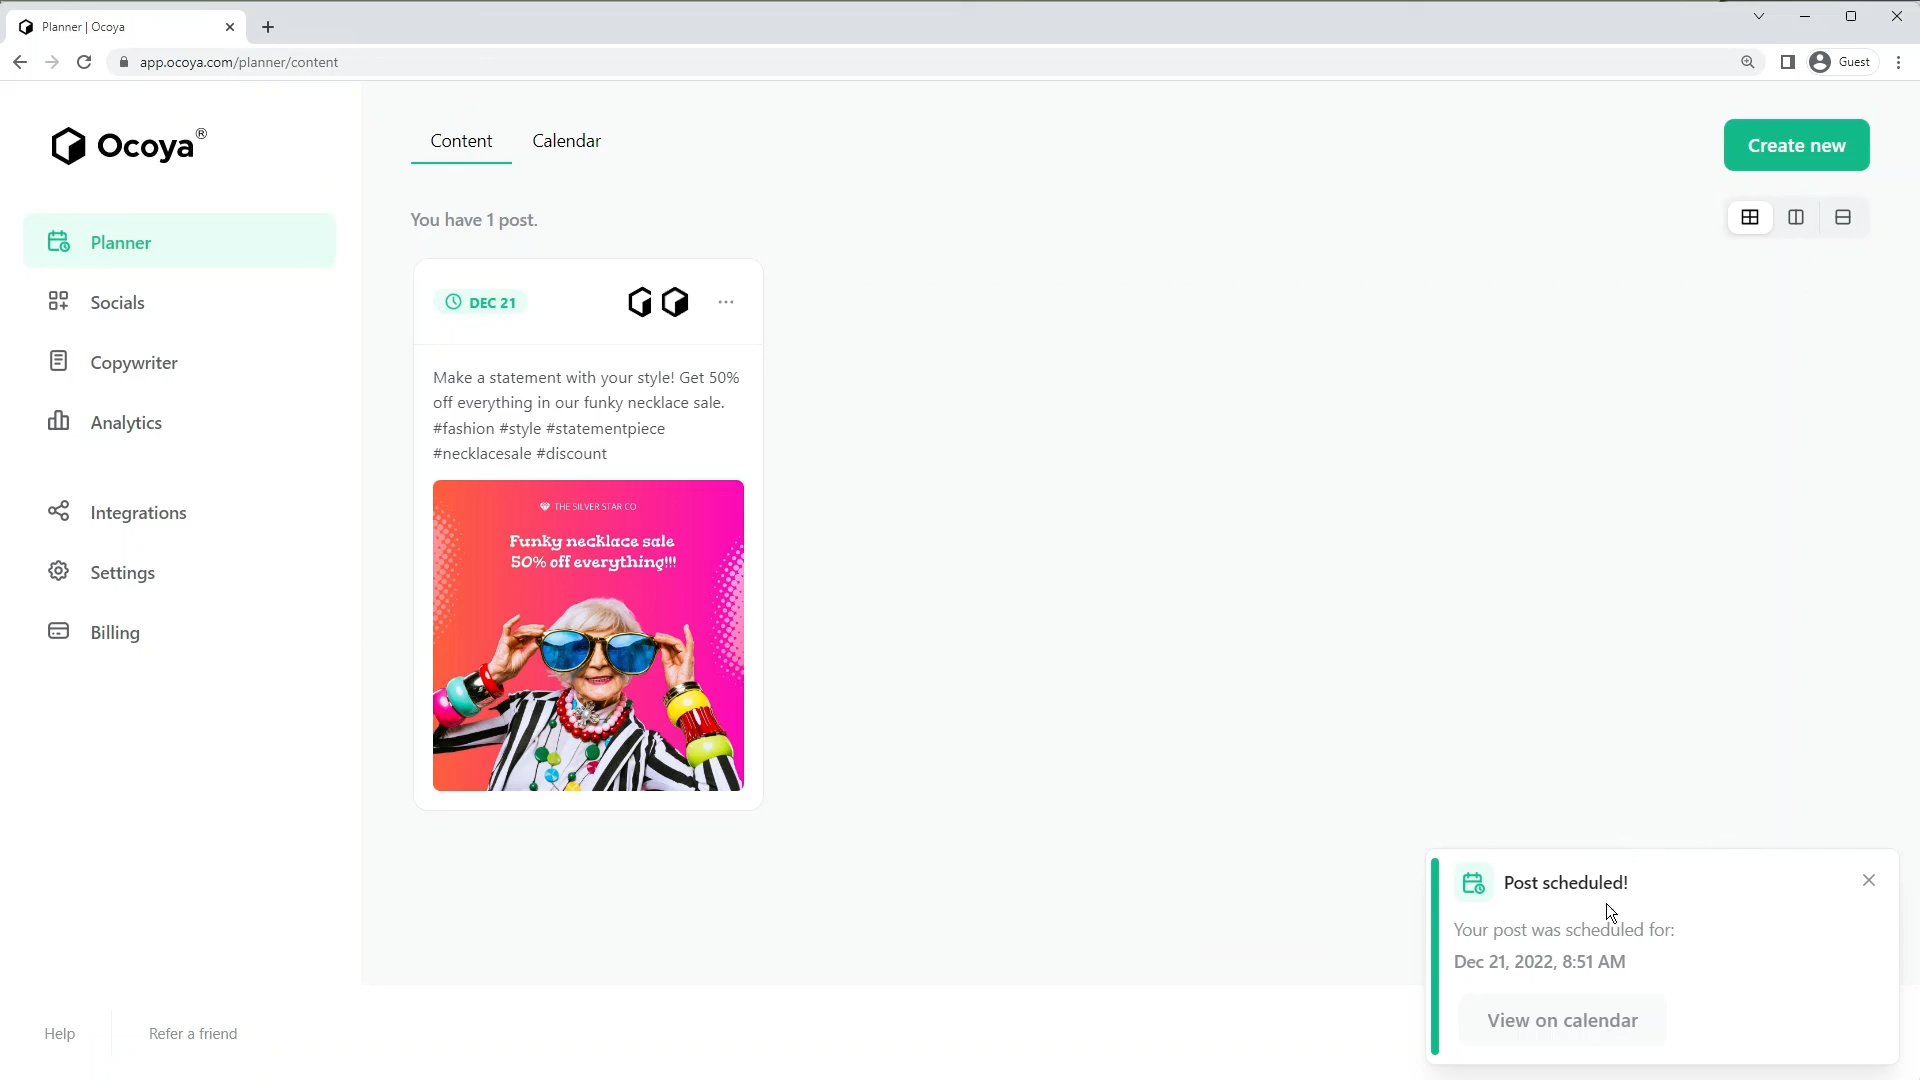 Planner | Ocoya
app.ocoya.com/planner/content
Guest
Ocoya®
Planner
Socials
Copywriter
Analytics
Integrations
Settings
Billing
Help
Refer a friend
Content
Calendar
Create new
You have 1 post.
DEC 21
Make a statement with your style! Get 50%
off everything in our funky necklace sale.
#fashion #style #statementpiece
#necklacesale #discount
THE SILVER STAR CO
Funky necklace sale
50% off everything!!!
Post scheduled!
Your post was scheduled for:
Dec 21, 2022, 8:51 AM
View on calendar